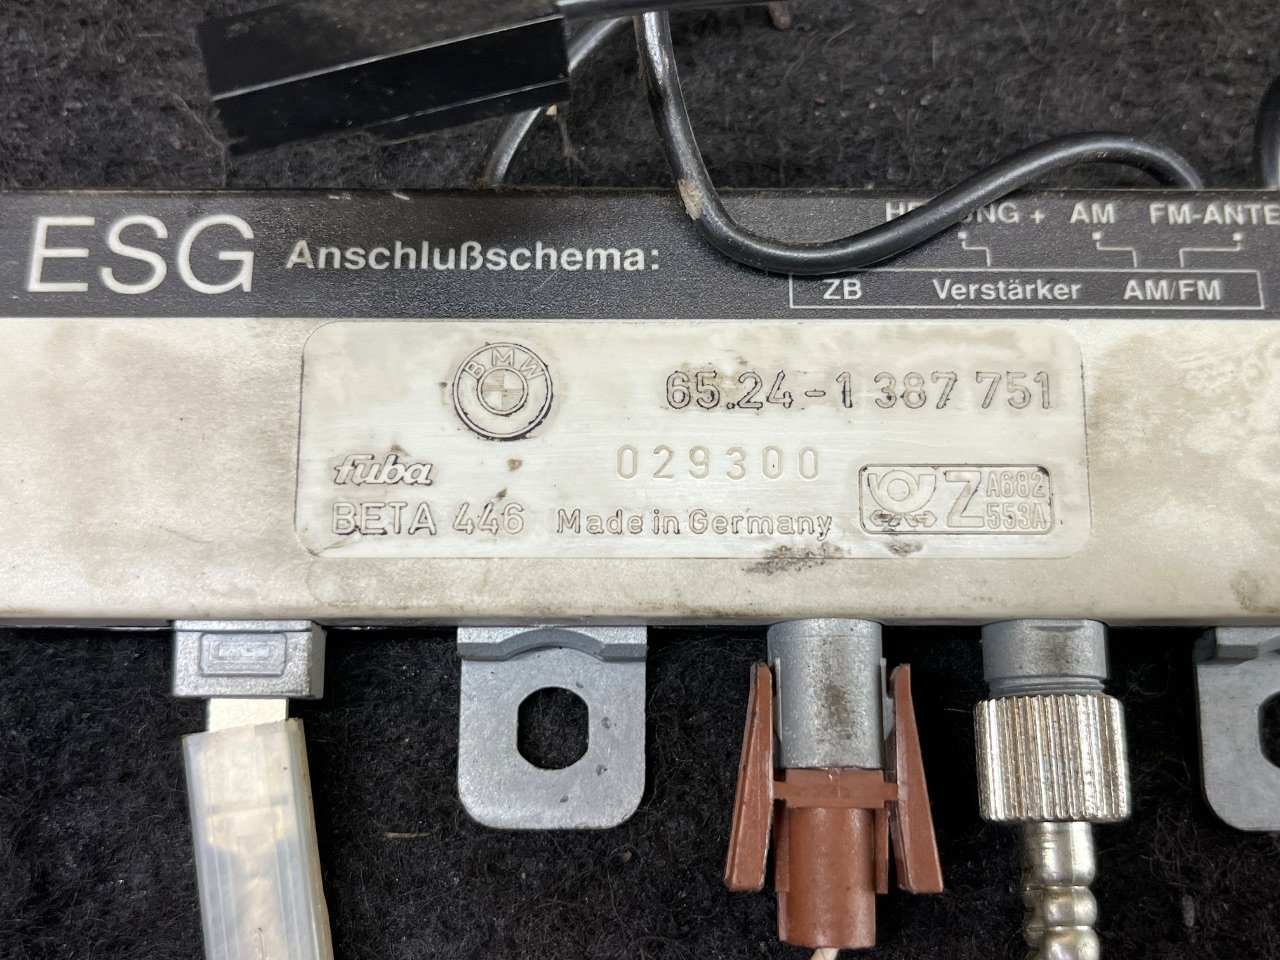 ESG Anschlußschema:
AM FM-ANTE
ZB Verstärker AM/FM
BMW
65.24-1 387 751
029300
fuba
BETA 446 Made in Germany
Z A682 553A